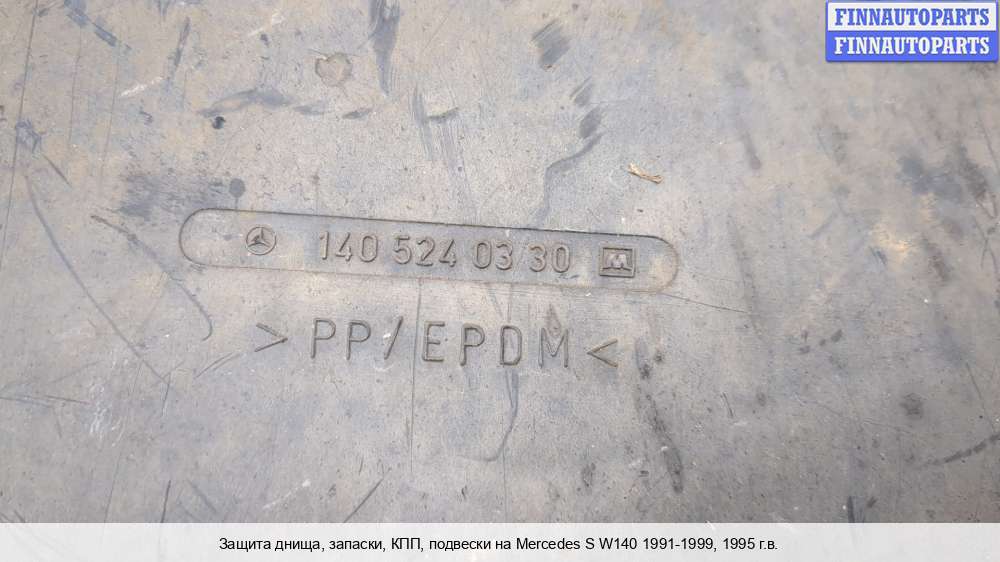 FINNAUTOPARTS
FINNAUTOPARTS
140 524 03 30
>PP/EPDM<
Защита днища, запаски, КПП, подвески на Mercedes S W140 1991-1999, 1995 г.в.